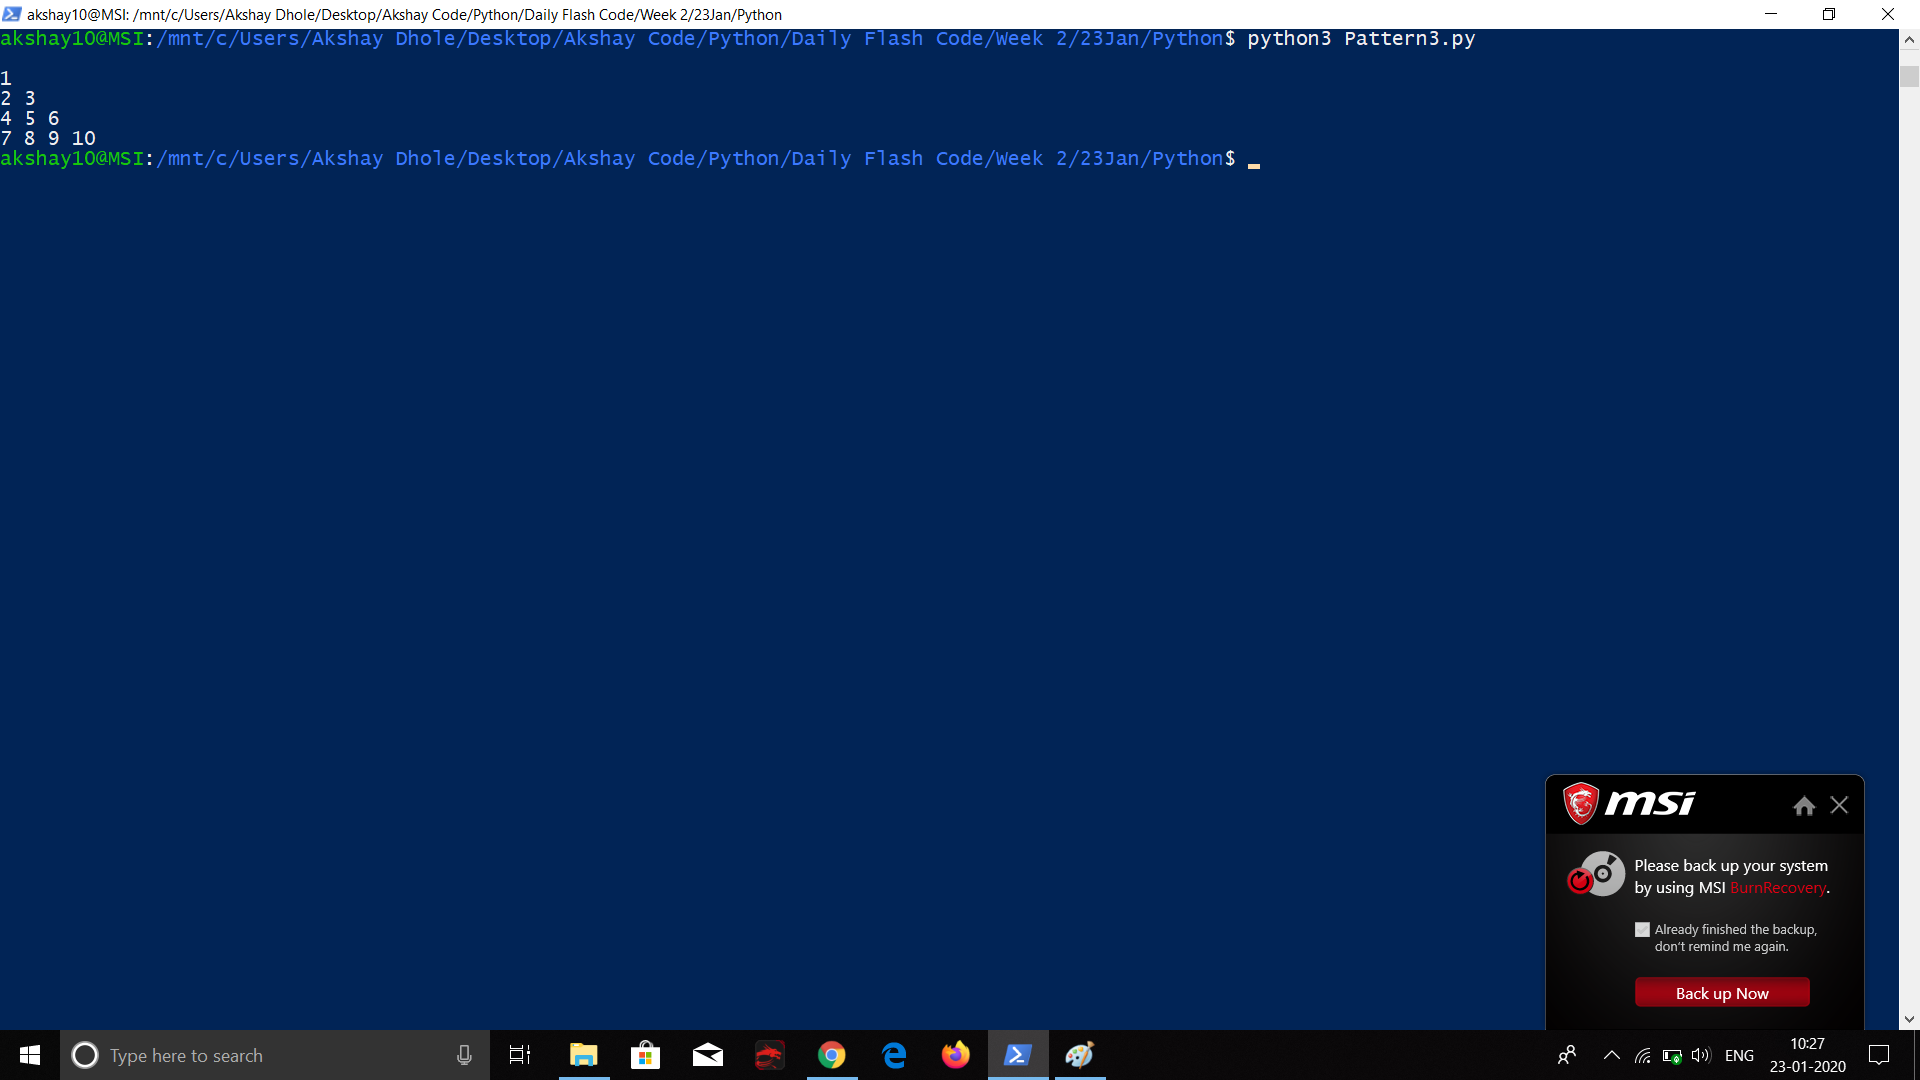 akshay10@MSI: /mnt/c/Users/Akshay Dhole/Desktop/Akshay Code/Python/Daily Flash Code/Week 2/23Jan/Python
akshay10@MSI:/mnt/c/Users/Akshay Dhole/Desktop/Akshay Code/Python/Daily Flash Code/Week 2/23Jan/Python$ python3 Pattern3.py
1
2 3
4 5 6
7 8 9 10
akshay10@MSI:/mnt/c/Users/Akshay Dhole/Desktop/Akshay Code/Python/Daily Flash Code/Week 2/23Jan/Python$
msi
Please back up your system
by using MSI BurnRecovery.
Already finished the backup,
don't remind me again.
Back up Now
Type here to search
ENG
10:27
23-01-2020